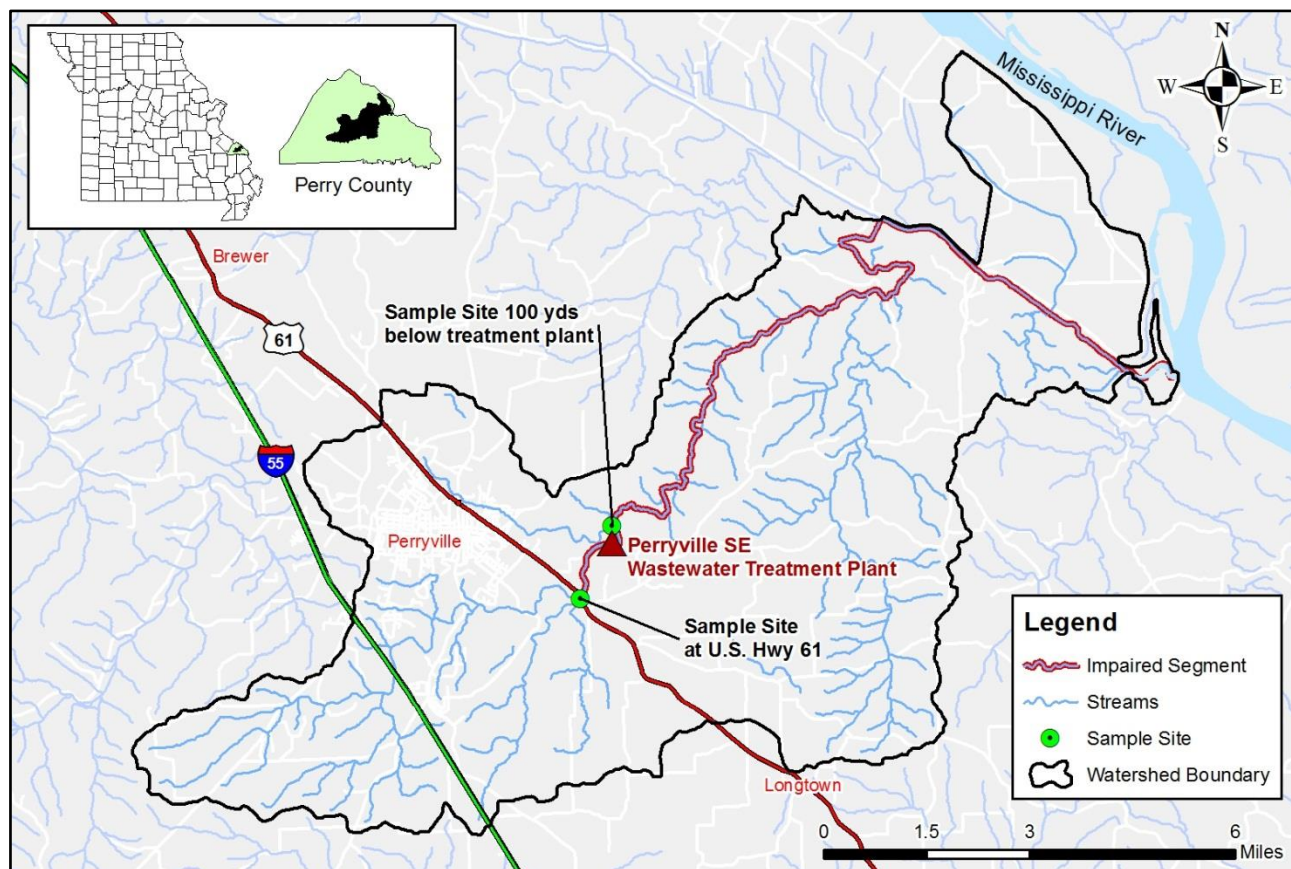 Perry County
N
W
E
S
Mississippi River
Brewer
61
Sample Site 100 yds
below treatment plant
55
Perryville
Perryville SE
Wastewater Treatment Plant
Sample Site
at U.S. Hwy 61
Longtown
Legend
Impaired Segment
Streams
Sample Site
Watershed Boundary
0 1.5 3 6
Miles